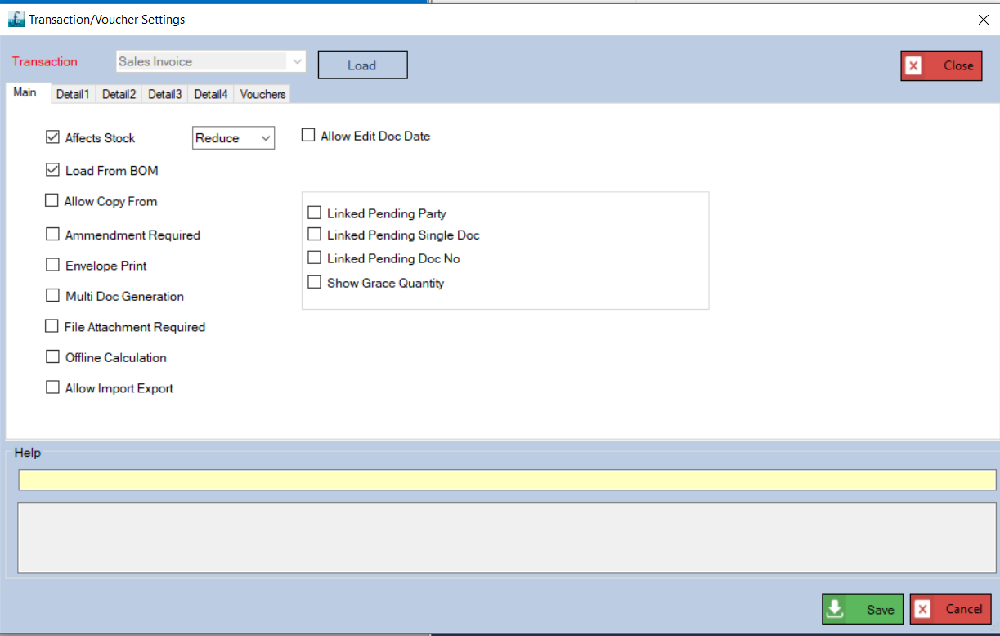 Transaction/Voucher Settings
Transaction Sales Invoice Load Close
Main Detail1 Detail2 Detail3 Detail4 Vouchers
Affects Stock Reduce Allow Edit Doc Date
Load From BOM
Allow Copy From
Ammendment Required
Envelope Print
Multi Doc Generation
File Attachment Required
Offline Calculation
Allow Import Export
Linked Pending Party
Linked Pending Single Doc
Linked Pending Doc No
Show Grace Quantity
Help
Save Cancel